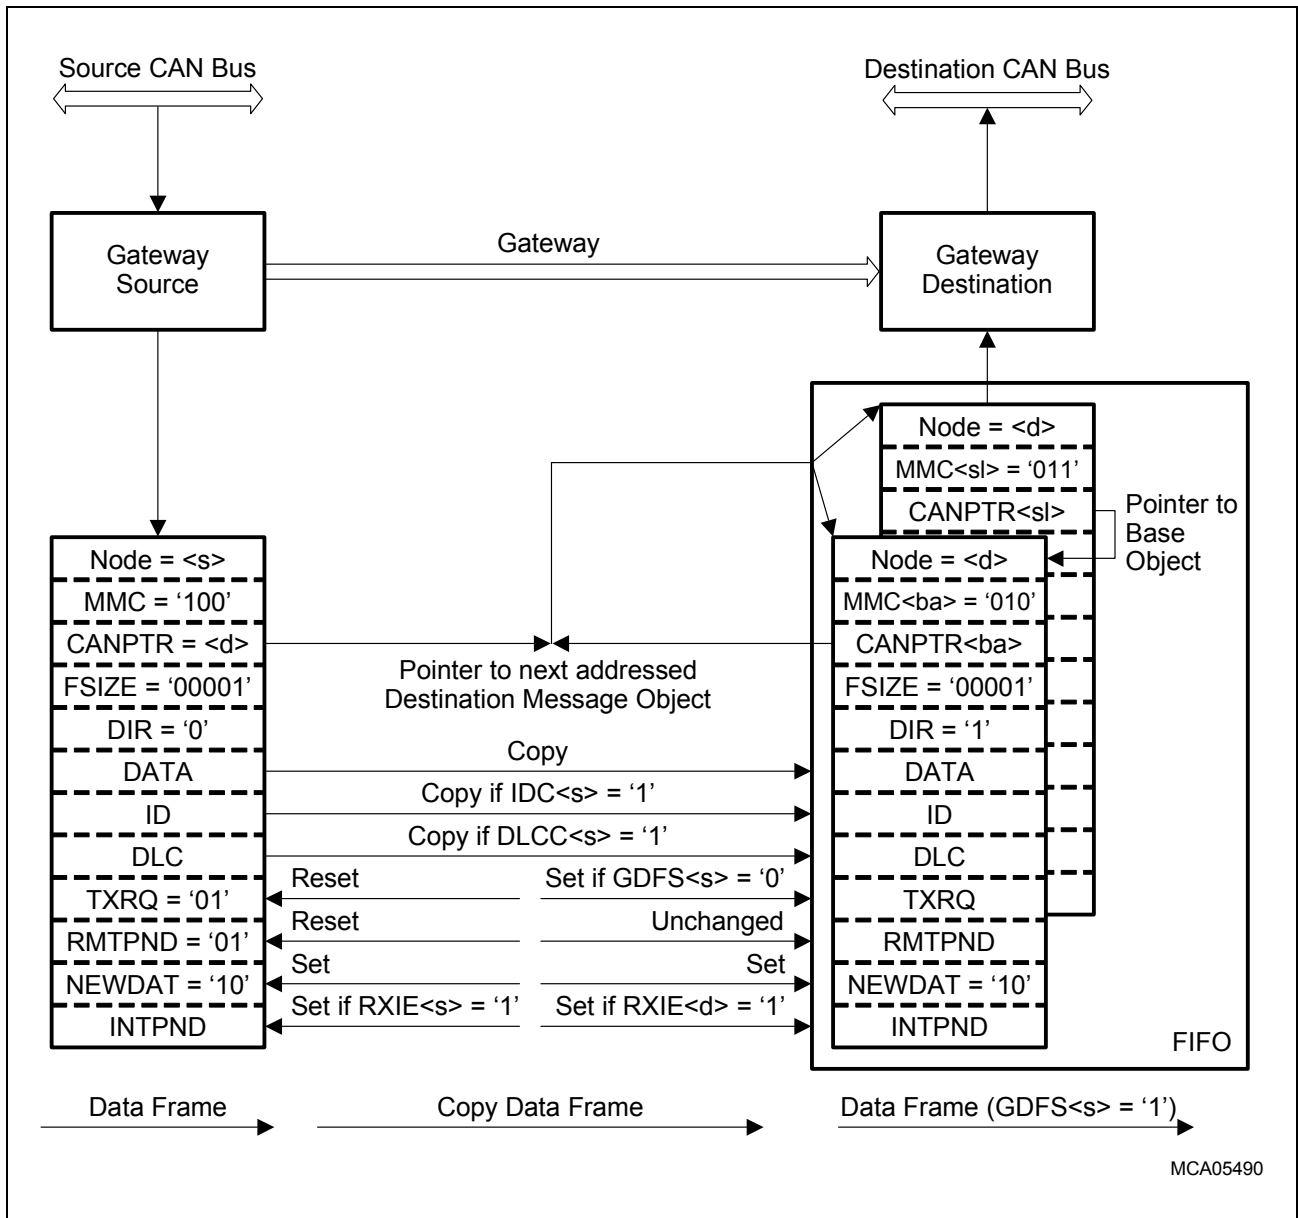 Source CAN Bus
Destination CAN Bus
Gateway
Source
Gateway
Gateway
Destination
Node = <d>
MMC<sl> = ‘011’
CANPTR<sl>
Pointer to
Base
Object
Node = <s>
MMC = ‘100’
CANPTR = <d>
FSIZE = ‘00001’
DIR = ‘0’
DATA
ID
DLC
TXRQ = ‘01’
RMTPND = ‘01’
NEWDAT = ‘10’
INTPND
Pointer to next addressed
Destination Message Object
Copy
Copy if IDC<s> = ‘1’
Copy if DLCC<s> = ‘1’
Reset
Set if GDFS<s> = ‘0’
Reset
Unchanged
Set
Set
Set if RXIE<s> = ‘1’
Set if RXIE<d> = ‘1’
Node = <d>
MMC<ba> = ‘010’
CANPTR<ba>
FSIZE = ‘00001’
DIR = ‘1’
DATA
ID
DLC
TXRQ
RMTPND
NEWDAT = ‘10’
INTPND
FIFO
Data Frame
Copy Data Frame
Data Frame (GDFS<s> = ‘1’)
MCA05490